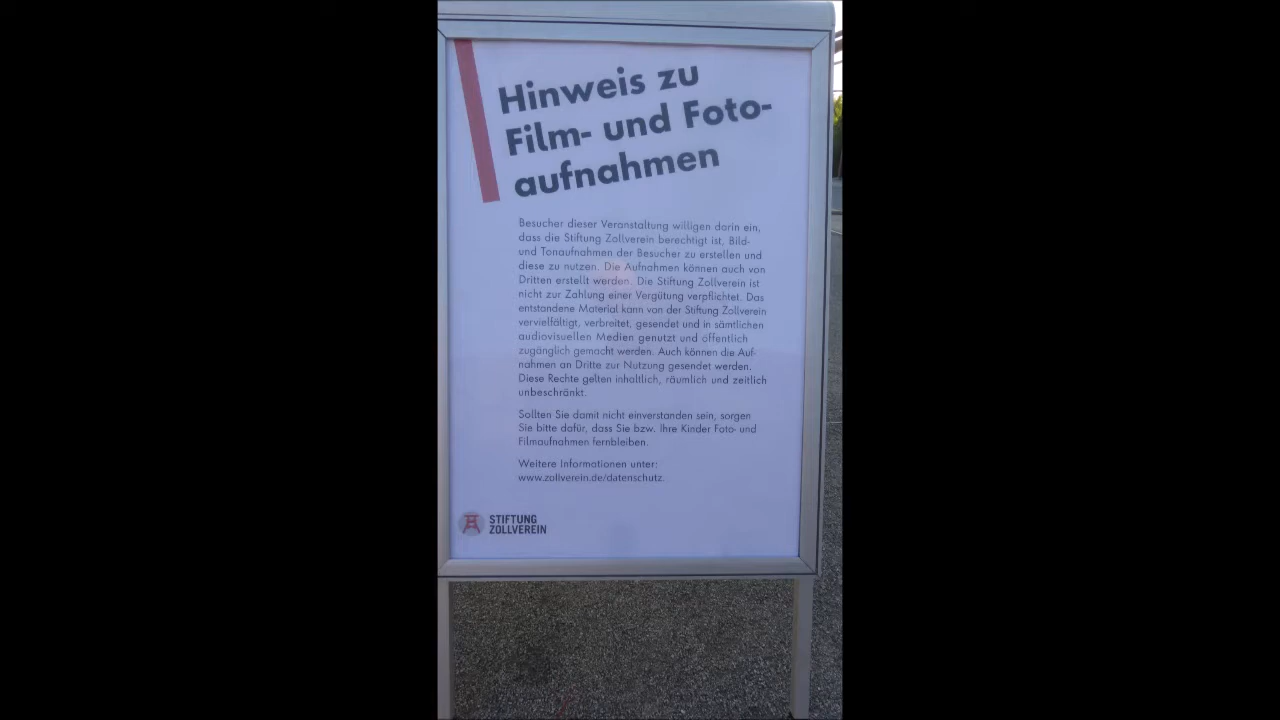 Hinweis zu
Film- und Foto-
aufnahmen
Besucher dieser Veranstaltung willigen darin ein,
dass die Stiftung Zollverein berechtigt ist, Bild-
und Tonaufnahmen der Besucher zu erstellen und
diese zu nutzen. Die Aufnahmen können auch von
Dritten erstellt werden. Die Stiftung Zollverein ist
nicht zur Zahlung einer Vergütung verpflichtet. Das
entstandene Material kann von der Stiftung Zollverein
vervielfältigt, verbreitet, gesendet und in sämtlichen
audiovisuellen Medien genutzt und öffentlich
zugänglich gemacht werden. Auch können die Auf-
nahmen an Dritte zur Nutzung gesendet werden.
Diese Rechte gelten inhaltlich, räumlich und zeitlich
unbeschränkt.
Sollten Sie damit nicht einverstanden sein, sorgen
Sie bitte dafür, dass Sie bzw. Ihre Kinder Foto- und
Filmaufnahmen fernbleiben.
Weitere Informationen unter:
www.zollverein.de/datenschutz.
STIFTUNG
ZOLLVEREIN